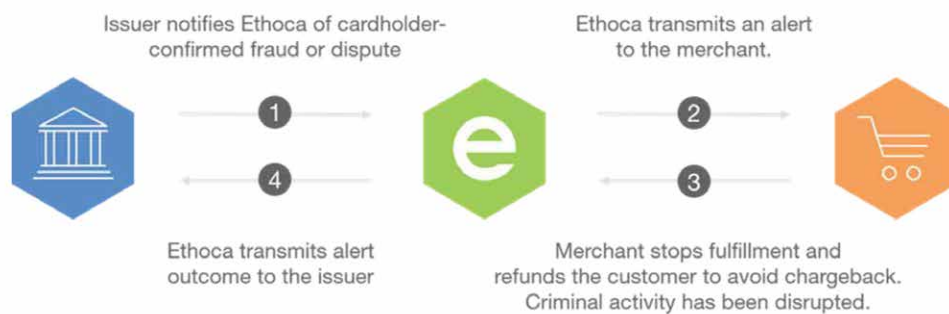 Issuer notifies Ethoca of cardholder-
confirmed fraud or dispute
Ethoca transmits an alert
to the merchant.
1
2
e
4
3
Ethoca transmits alert
outcome to the issuer
Merchant stops fulfillment and
refunds the customer to avoid chargeback.
Criminal activity has been disrupted.